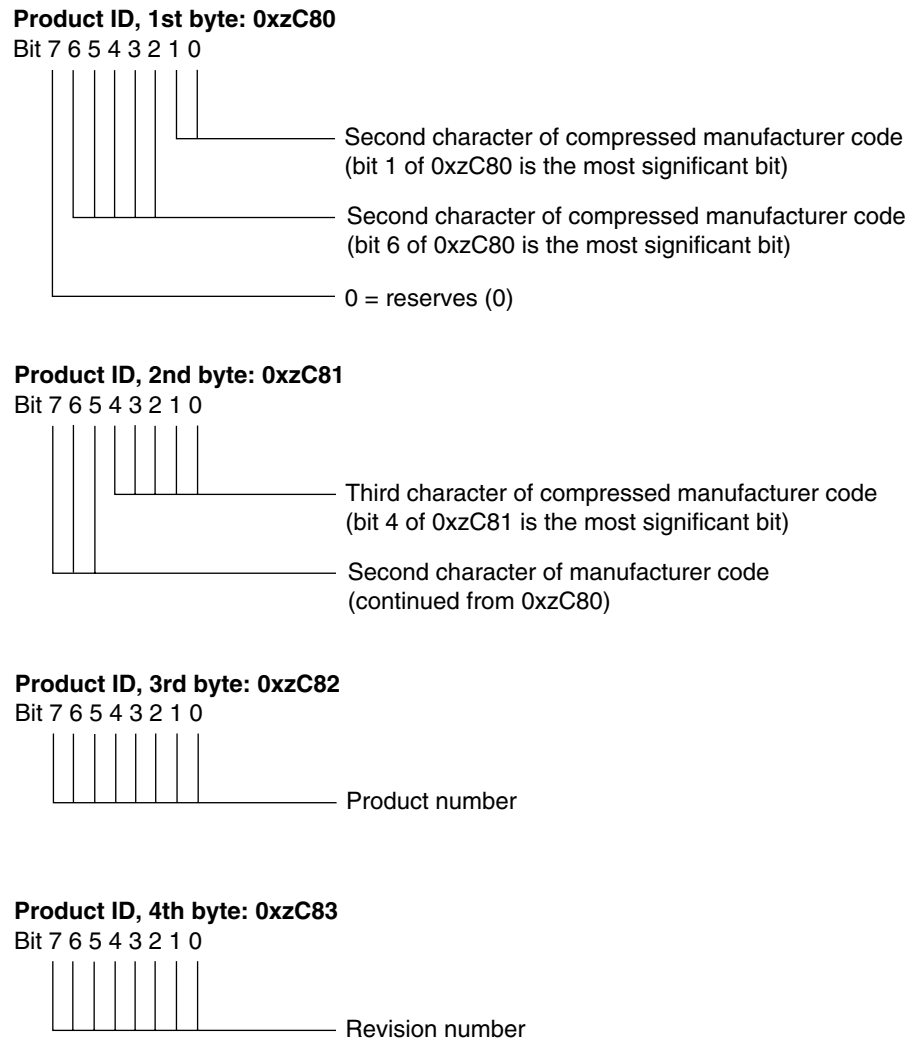 Product ID, 1st byte: 0xzC80
Bit 7 6 5 4 3 2 1 0
Second character of compressed manufacturer code
(bit 1 of 0xzC80 is the most significant bit)
Second character of compressed manufacturer code
(bit 6 of 0xzC80 is the most significant bit)
0 = reserves (0)
Product ID, 2nd byte: 0xzC81
Bit 7 6 5 4 3 2 1 0
Third character of compressed manufacturer code
(bit 4 of 0xzC81 is the most significant bit)
Second character of manufacturer code
(continued from 0xzC80)
Product ID, 3rd byte: 0xzC82
Bit 7 6 5 4 3 2 1 0
Product number
Product ID, 4th byte: 0xzC83
Bit 7 6 5 4 3 2 1 0
Revision number